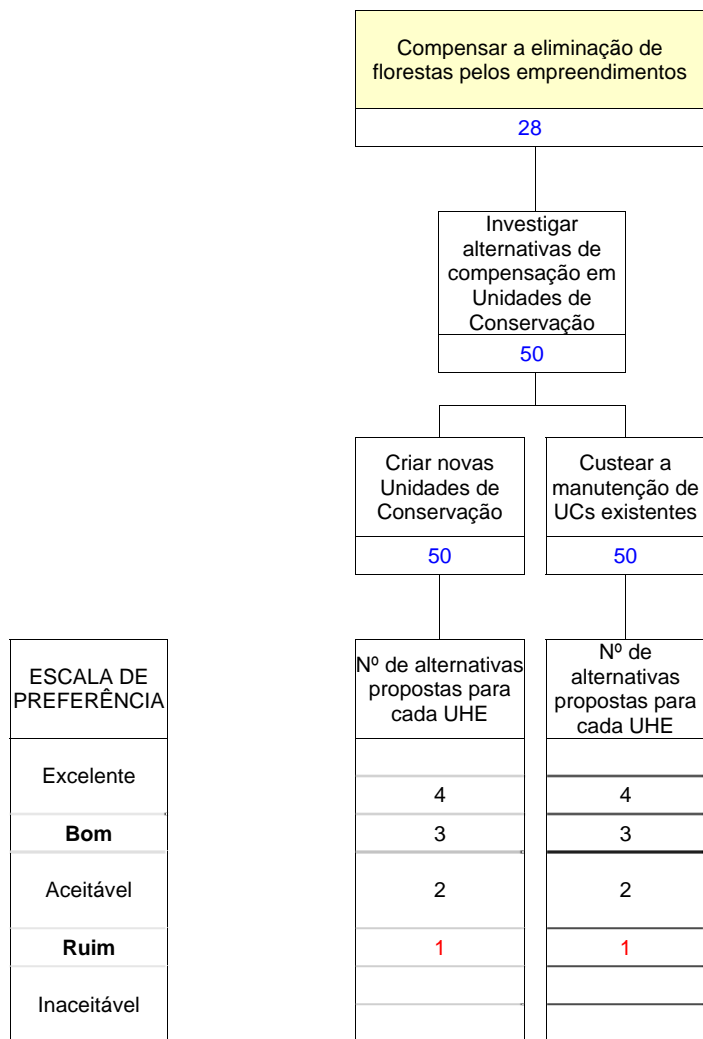 Compensar a eliminação de
florestas pelos empreendimentos
28
Investigar
alternativas de
compensação em
Unidades de
Conservação
50
Criar novas
Unidades de
Conservação
50
Custear a
manutenção de
UCs existentes
50
ESCALA DE
PREFERÊNCIA
Nº de alternativas
propostas para
cada UHE
Nº de
alternativas
propostas para
cada UHE
Excelente
4
4
Bom
3
3
Aceitável
2
2
Ruim
1
1
Inaceitável